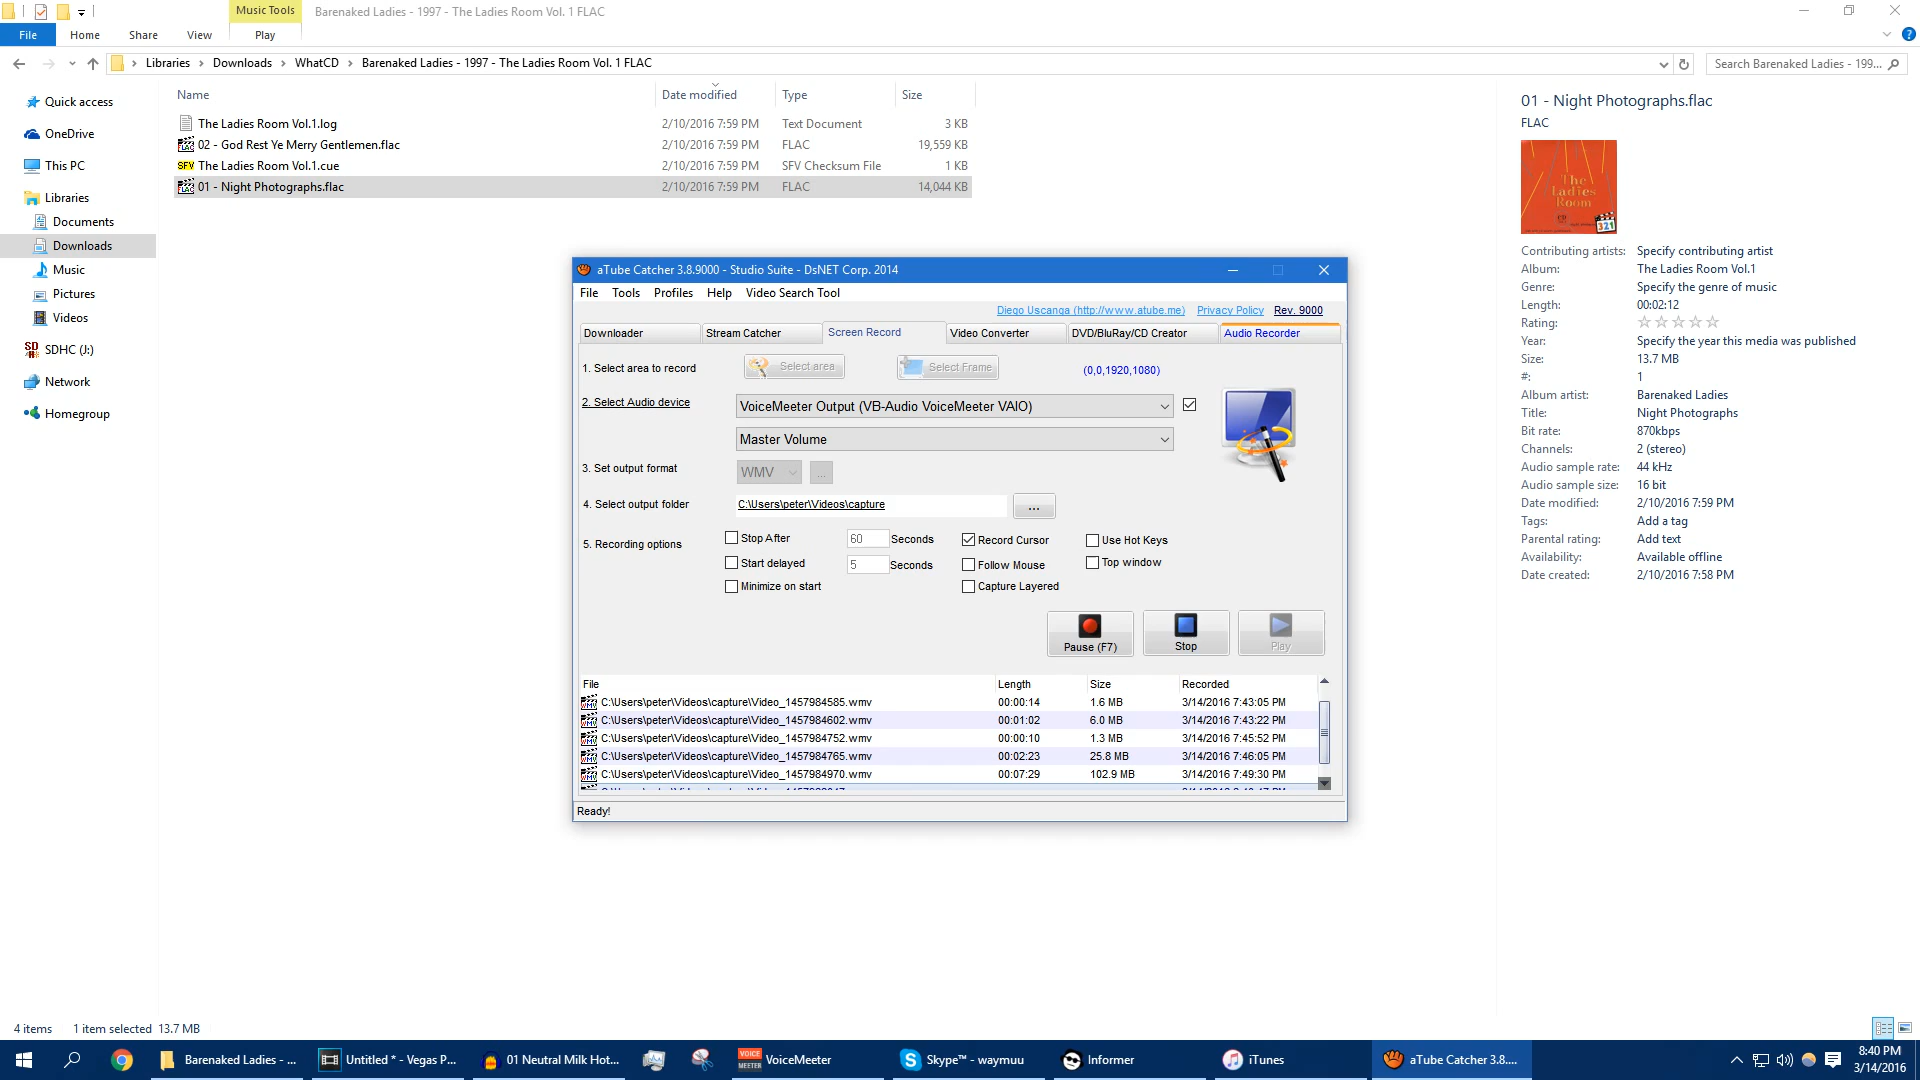 Music Tools
Barenaked Ladies - 1997 - The Ladies Room Vol. 1 FLAC
File
Home
Share
View
Play
Libraries
Downloads
WhatCD
Barenaked Ladies - 1997 - The Ladies Room Vol. 1 FLAC
Search Barenaked Ladies - 199...
Quick access
OneDrive
This PC
Libraries
Documents
Downloads
Music
Pictures
Videos
SDHC (J:)
Network
Homegroup
Name Date modified Type Size
The Ladies Room Vol.1.log 2/10/2016 7:59 PM Text Document 3 KB
02 - God Rest Ye Merry Gentlemen.flac 2/10/2016 7:59 PM FLAC 19,559 KB
SFV The Ladies Room Vol.1.cue 2/10/2016 7:59 PM SFV Checksum File 1 KB
01 - Night Photographs.flac 2/10/2016 7:59 PM FLAC 14,044 KB
01 - Night Photographs.flac
FLAC
The
Ladies
Room
321
Contributing artists: Specify contributing artist
Album: The Ladies Room Vol.1
Genre: Specify the genre of music
Length: 00:02:12
Rating:
Year: Specify the year this media was published
Size: 13.7 MB
#: 1
Album artist: Barenaked Ladies
Title: Night Photographs
Bit rate: 870kbps
Channels: 2 (stereo)
Audio sample rate: 44 kHz
Audio sample size: 16 bit
Date modified: 2/10/2016 7:59 PM
Tags: Add a tag
Parental rating: Add text
Availability: Available offline
Date created: 2/10/2016 7:58 PM
aTube Catcher 3.8.9000 - Studio Suite - DsNET Corp. 2014
File Tools Profiles Help Video Search Tool
Diego Uscanga (http://www.atube.me) Privacy Policy Rev. 9000
Downloader Stream Catcher Screen Record Video Converter DVD/BluRay/CD Creator Audio Recorder
1. Select area to record Select area Select Frame (0,0,1920,1080)
2. Select Audio device VoiceMeeter Output (VB-Audio VoiceMeeter VAIO)
Master Volume
3. Set output format WMV ...
4. Select output folder C:\Users\peter\Videos\capture ...
5. Recording options
Stop After 60 Seconds Record Cursor Use Hot Keys
Start delayed 5 Seconds Follow Mouse Top window
Minimize on start Capture Layered
Pause (F7) Stop Play
File Length Size Recorded
C:\Users\peter\Videos\capture\Video_1457984585.wmv 00:00:14 1.6 MB 3/14/2016 7:43:05 PM
C:\Users\peter\Videos\capture\Video_1457984602.wmv 00:01:02 6.0 MB 3/14/2016 7:43:22 PM
C:\Users\peter\Videos\capture\Video_1457984752.wmv 00:00:10 1.3 MB 3/14/2016 7:45:52 PM
C:\Users\peter\Videos\capture\Video_1457984765.wmv 00:02:23 25.8 MB 3/14/2016 7:46:05 PM
C:\Users\peter\Videos\capture\Video_1457984970.wmv 00:07:29 102.9 MB 3/14/2016 7:49:30 PM
Ready!
4 items 1 item selected 13.7 MB
Barenaked Ladies - ...
Untitled * - Vegas P...
01 Neutral Milk Hot...
VOICE MEETER VoiceMeeter
Skype™ - waymuu
Informer
iTunes
aTube Catcher 3.8....
8:40 PM
3/14/2016